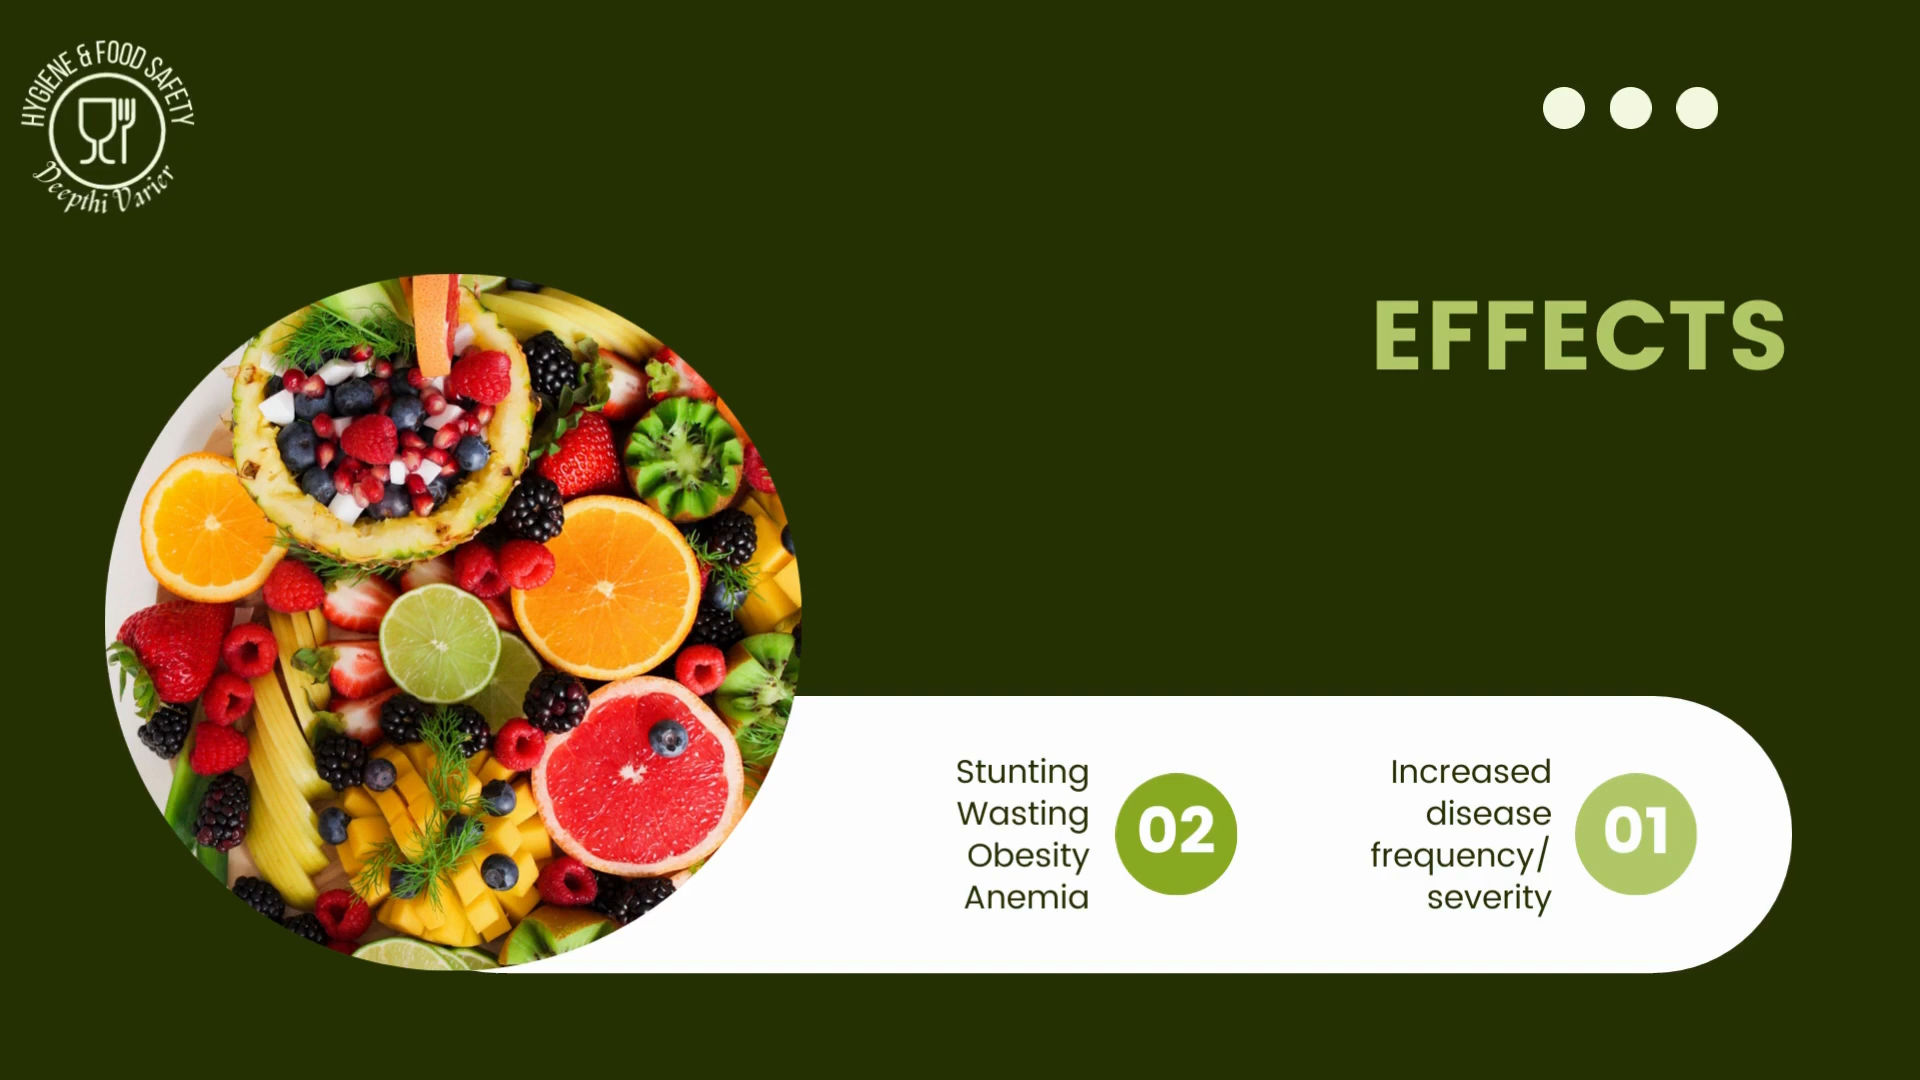 HYGIENE & FOOD SAFETY
Deepthi Varier
EFFECTS
01
Increased
disease
frequency/
severity
02
Stunting
Wasting
Obesity
Anemia